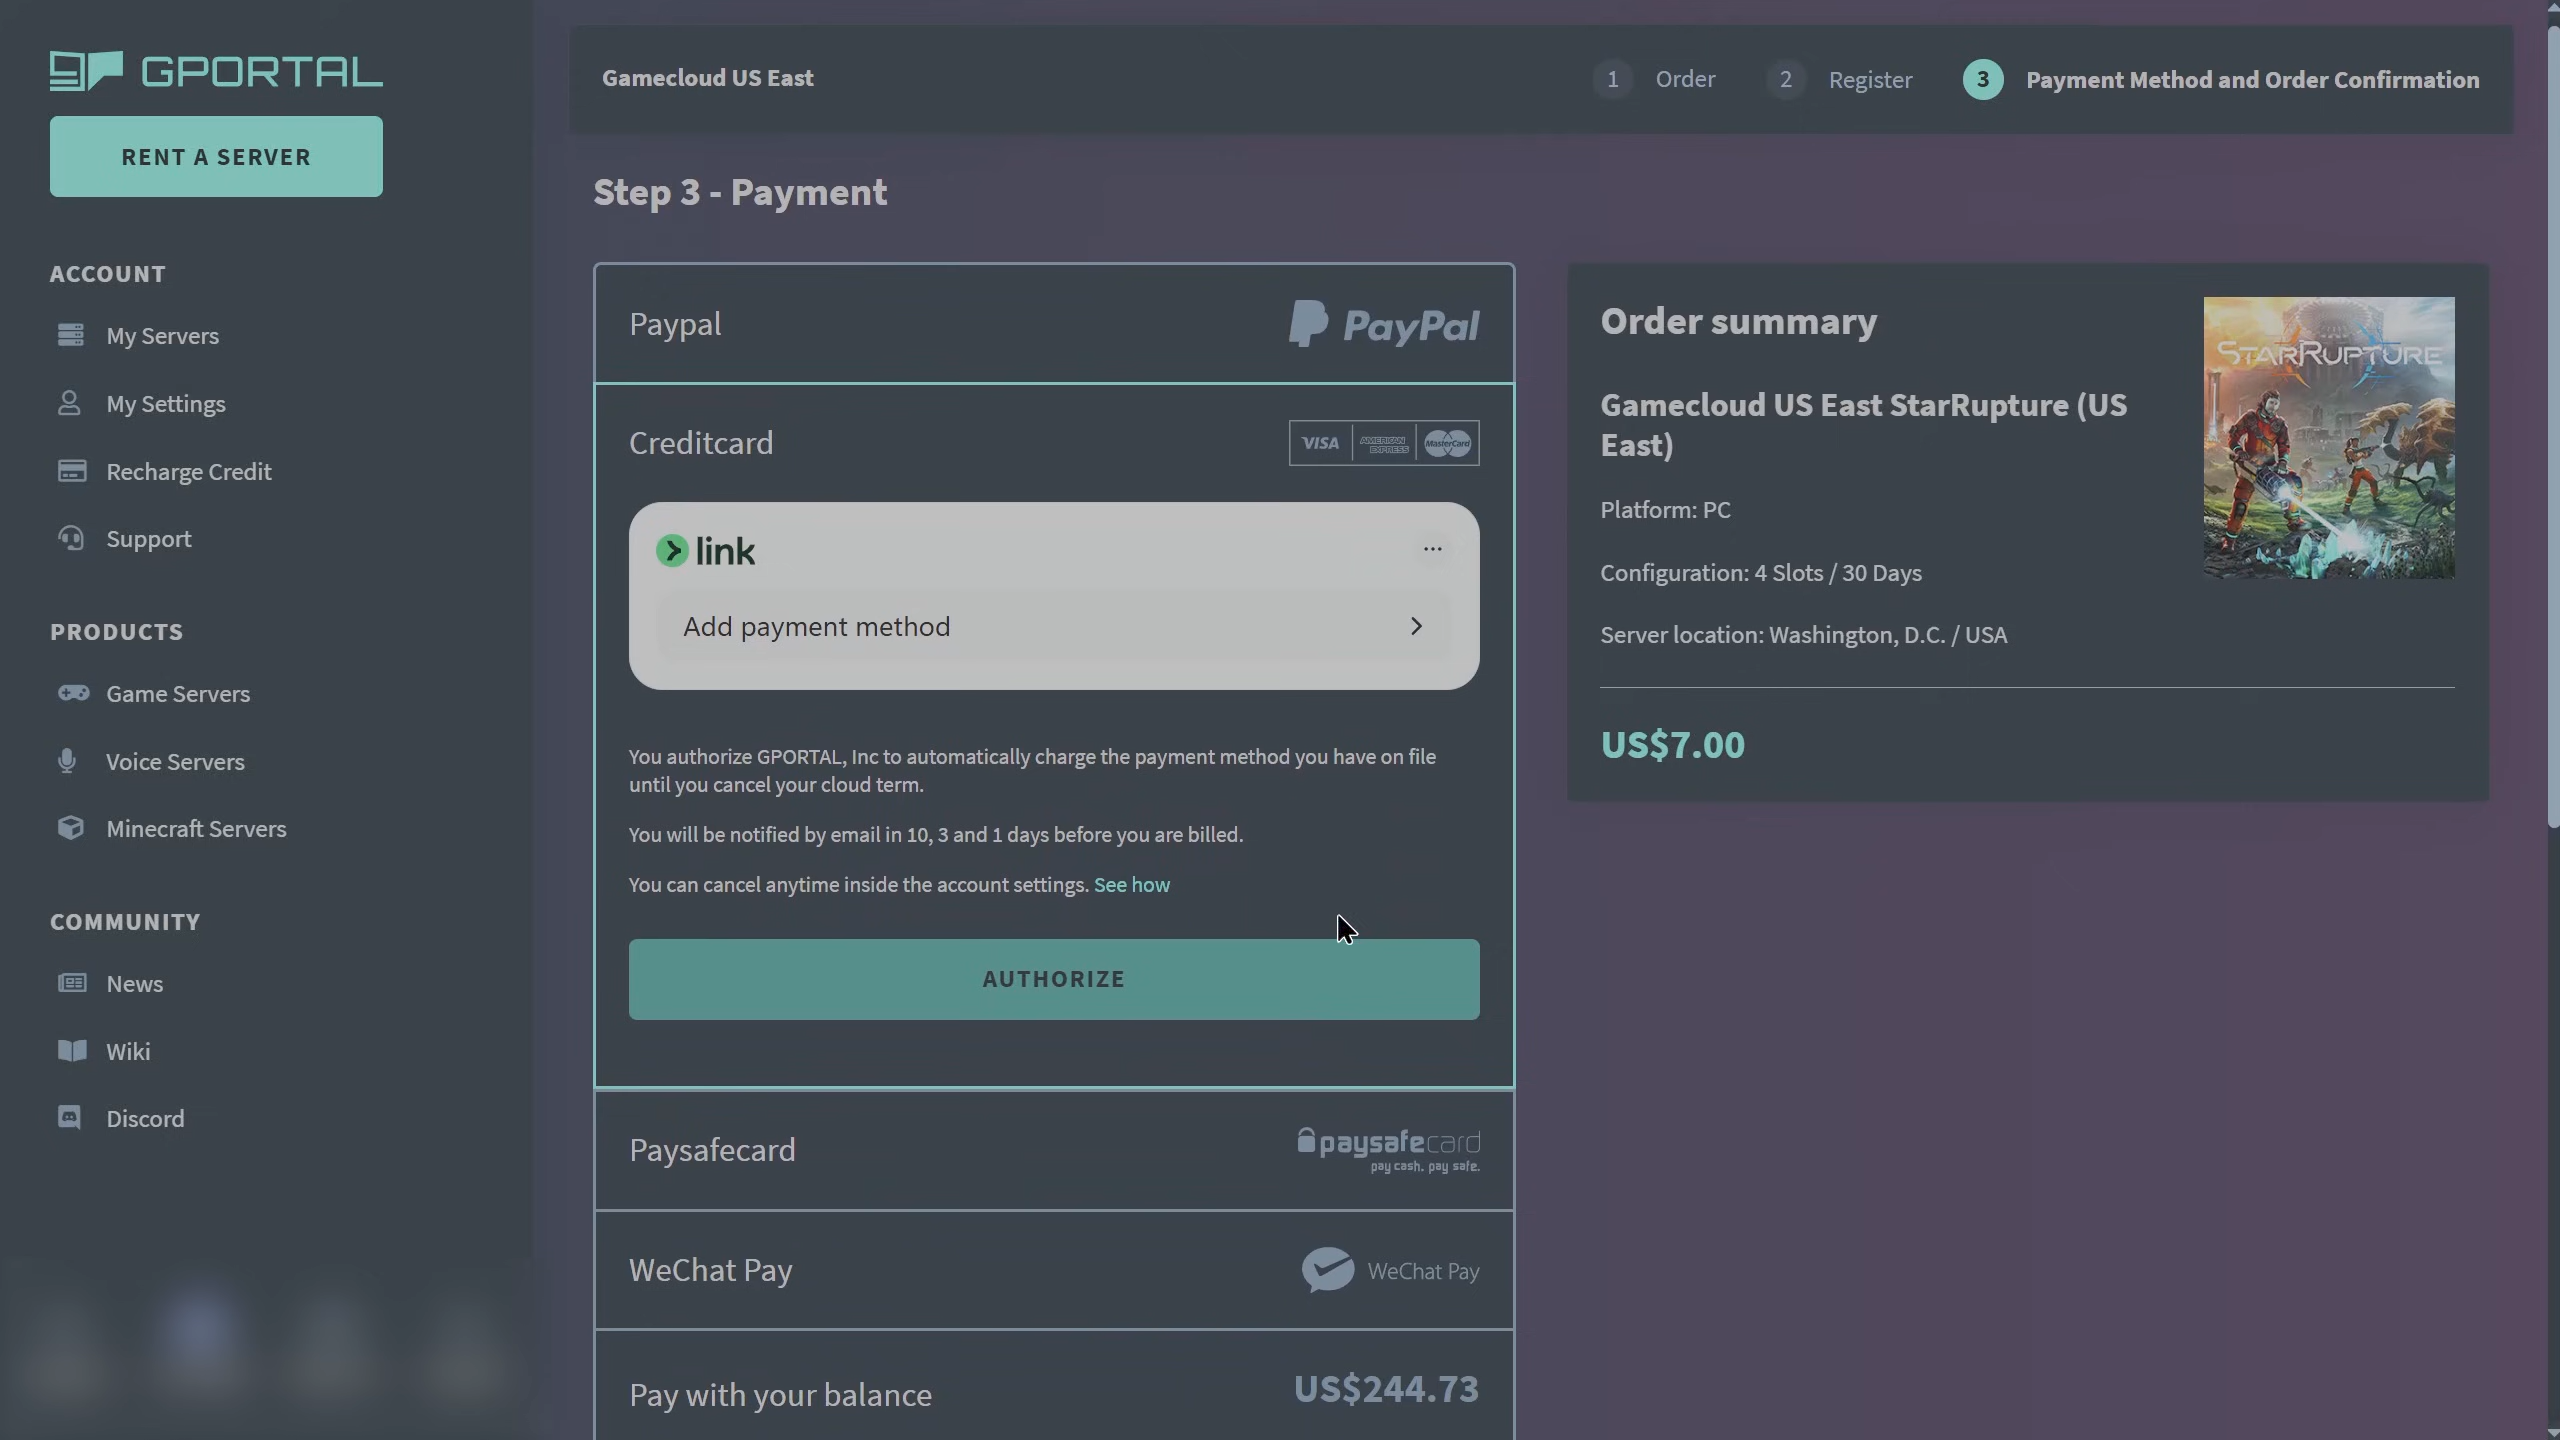 GPORTAL
RENT A SERVER
ACCOUNT
My Servers
My Settings
Recharge Credit
Support
PRODUCTS
Game Servers
Voice Servers
Minecraft Servers
COMMUNITY
News
Wiki
Discord
Gamecloud US East
1 Order
2 Register
3 Payment Method and Order Confirmation
Step 3 - Payment
Paypal
PayPal
Creditcard
VISA
AMERICAN EXPRESS
MasterCard
link
...
Add payment method
You authorize GPORTAL, Inc to automatically charge the payment method you have on file
until you cancel your cloud term.
You will be notified by email in 10, 3 and 1 days before you are billed.
You can cancel anytime inside the account settings. See how
AUTHORIZE
Paysafecard
paysafecard
pay cash. pay safe.
WeChat Pay
WeChat Pay
Pay with your balance
US$244.73
Order summary
Gamecloud US East StarRupture (US
East)
Platform: PC
Configuration: 4 Slots / 30 Days
Server location: Washington, D.C. / USA
US$7.00
STARRUPTURE